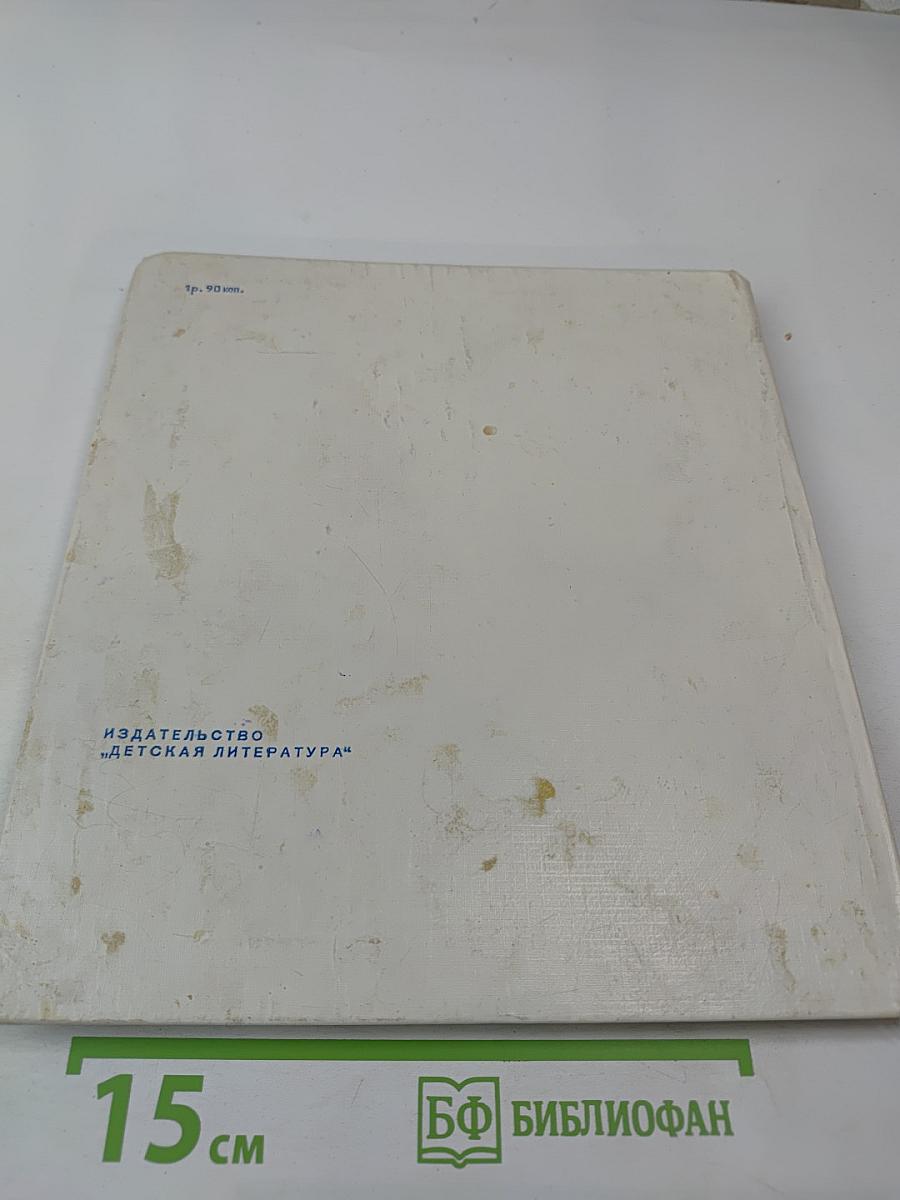 1р. 90 коп.
ИЗДАТЕЛЬСТВО
„ДЕТСКАЯ ЛИТЕРАТУРА“
15 см
БФ БИБЛИОФАН